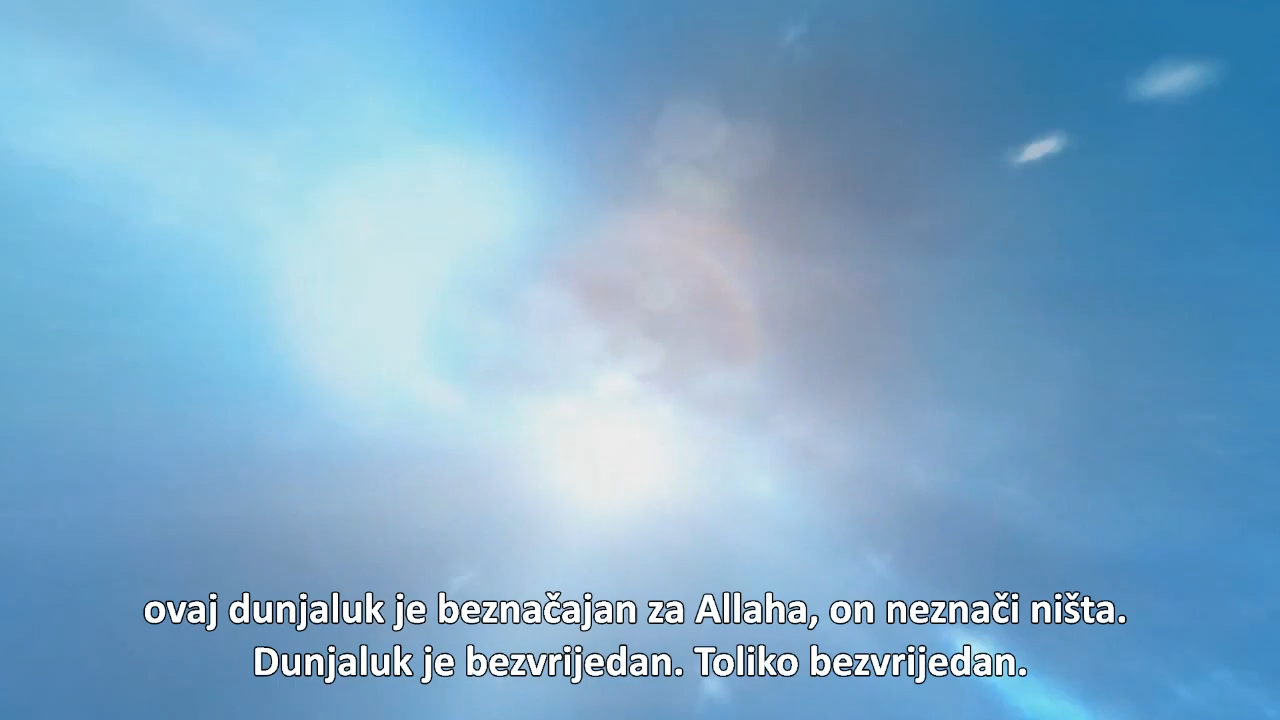 ovaj dunjaluk je beznačajan za Allaha, on neznači ništa.
Dunjaluk je bezvrijedan. Toliko bezvrijedan.